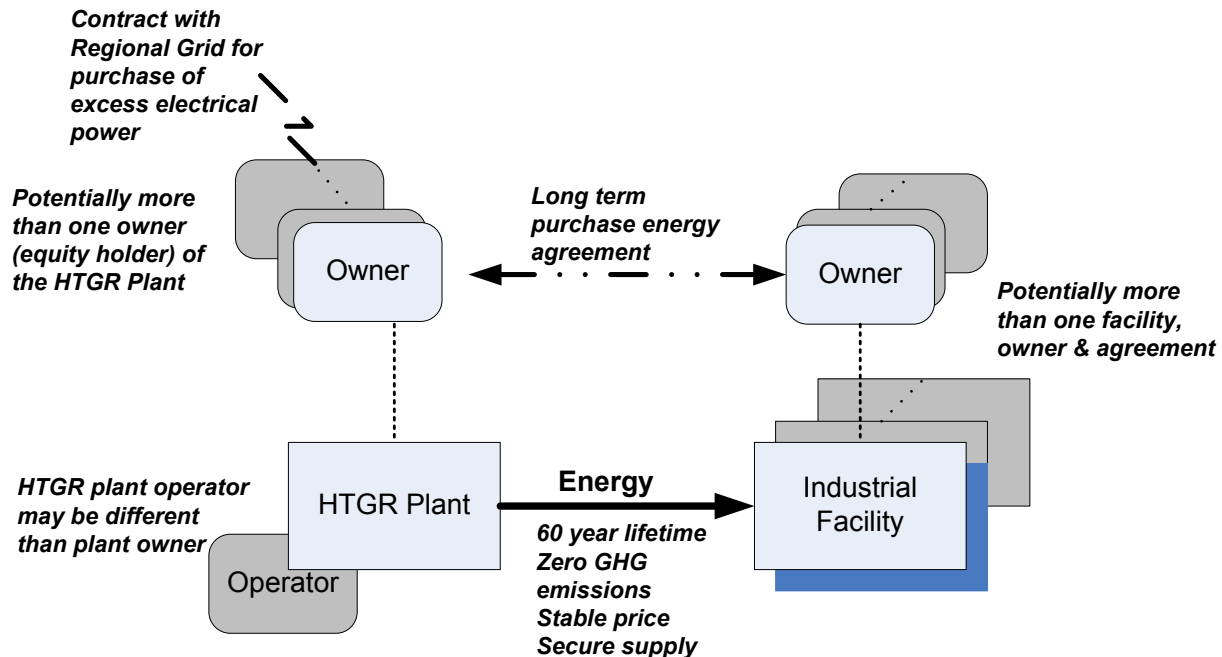 Contract with
Regional Grid for
purchase of
excess electrical
power
Potentially more
than one owner
(equity holder) of
the HTGR Plant
Owner
Long term
purchase energy
agreement
Owner
Potentially more
than one facility,
owner & agreement
HTGR plant operator
may be different
than plant owner
HTGR Plant
Operator
Energy
60 year lifetime
Zero GHG
emissions
Stable price
Secure supply
Industrial
Facility